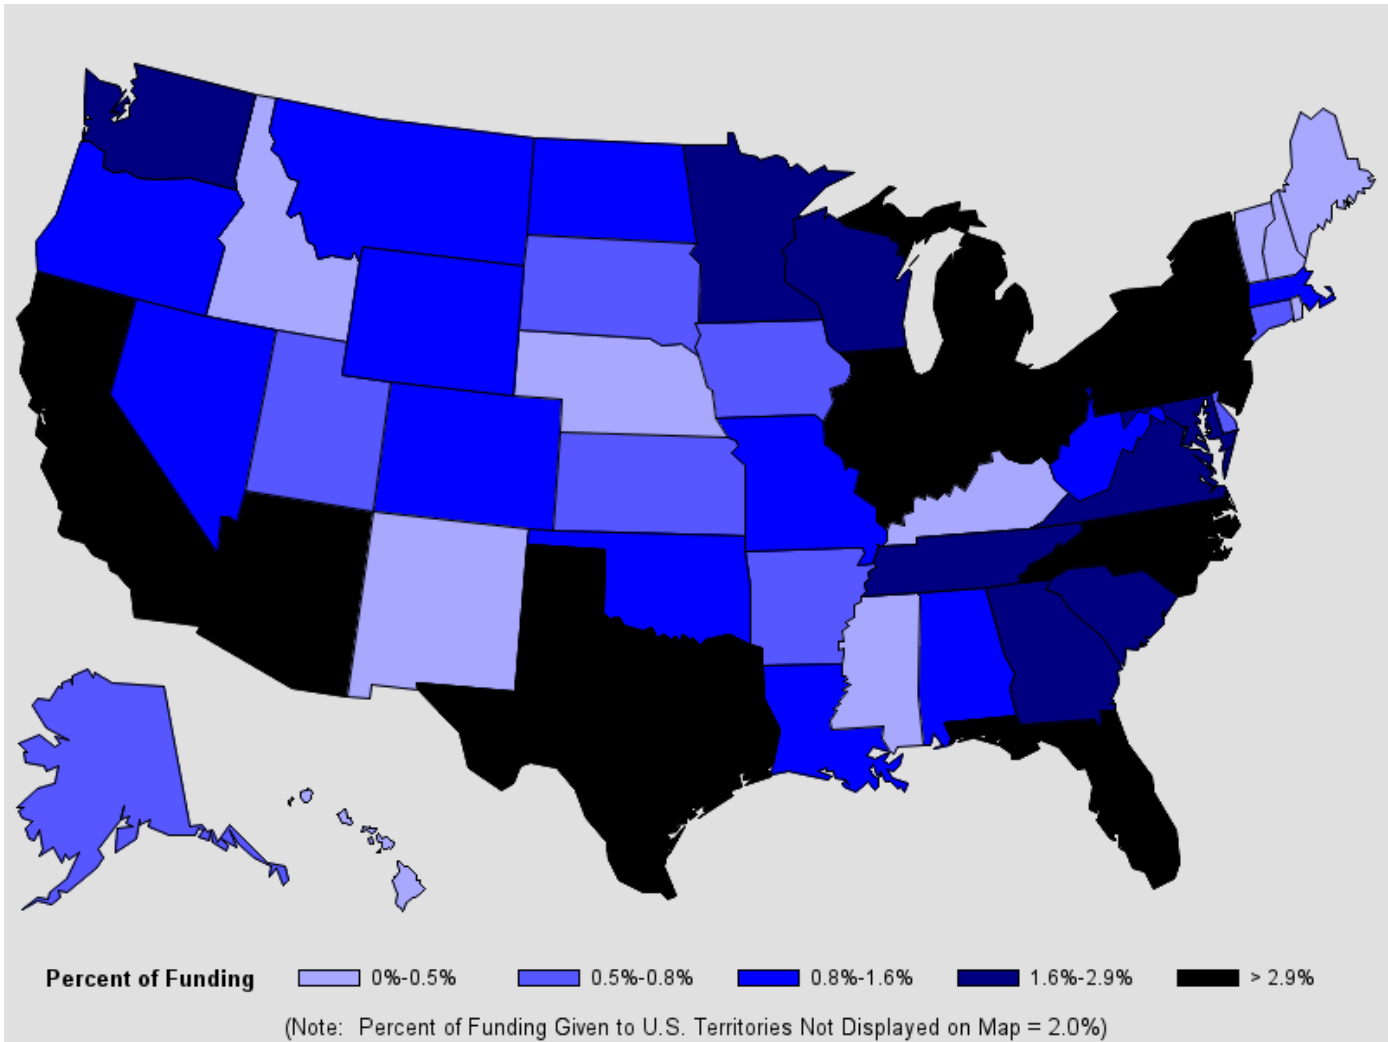 Percent of Funding 0%-0.5% 0.5%-0.8% 0.8%-1.6% 1.6%-2.9% > 2.9%
(Note: Percent of Funding Given to U.S. Territories Not Displayed on Map = 2.0%)